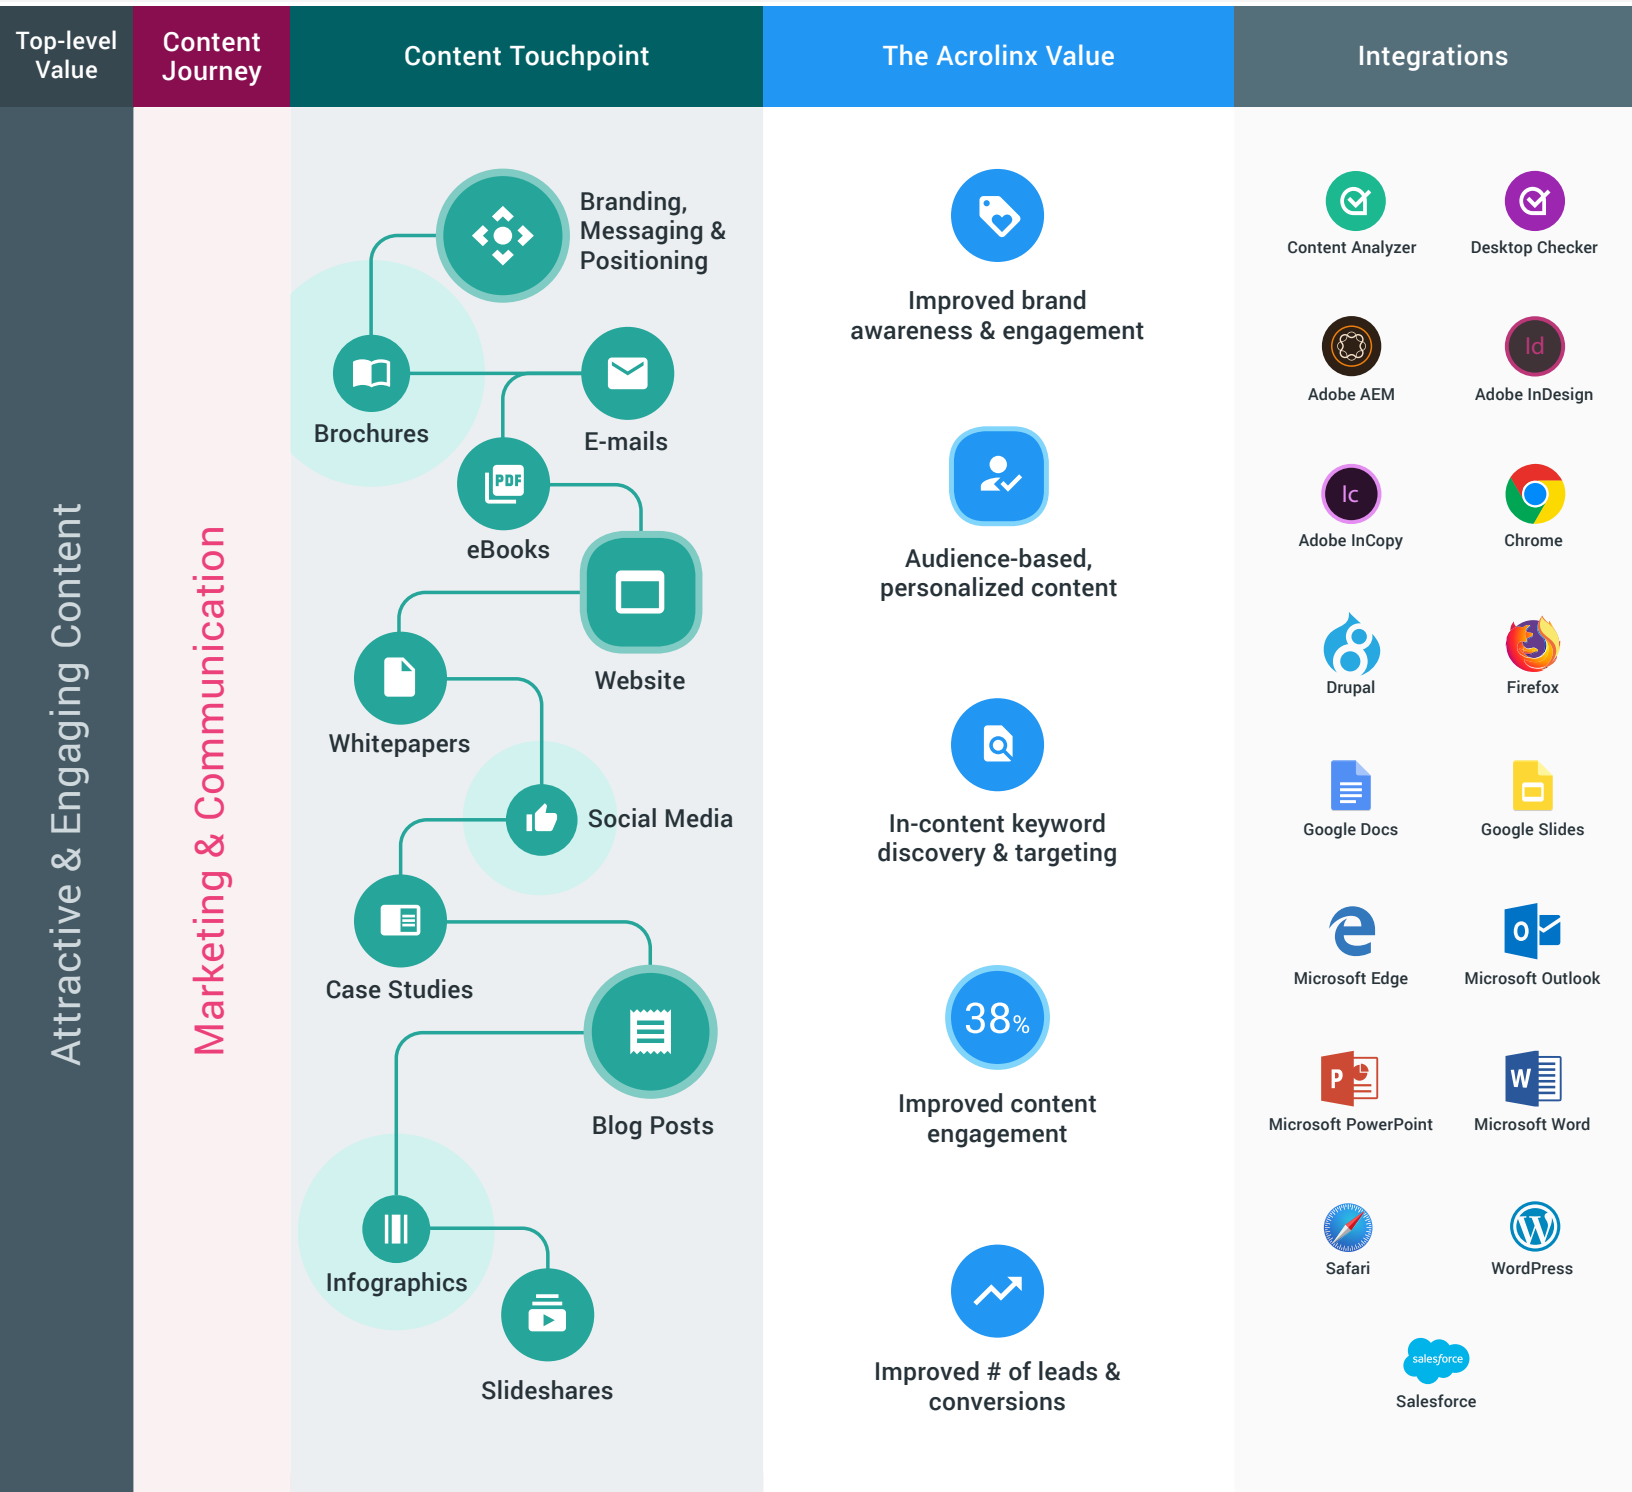 Top-level
Value
Content
Journey
Content Touchpoint
The Acrolinx Value
Integrations
Attractive & Engaging Content
Marketing & Communication
Branding,
Messaging &
Positioning
Brochures
E-mails
PDF
eBooks
Website
Whitepapers
Social Media
Case Studies
Blog Posts
Infographics
Slideshares
Improved brand
awareness & engagement
Audience-based,
personalized content
In-content keyword
discovery & targeting
38%
Improved content
engagement
Improved # of leads &
conversions
Content Analyzer
Desktop Checker
Id
Adobe AEM
Adobe InDesign
Ic
Adobe InCopy
Chrome
Drupal
Firefox
Google Docs
Google Slides
O
Microsoft Edge
Microsoft Outlook
P
W
Microsoft PowerPoint
Microsoft Word
Safari
WordPress
salesforce
Salesforce